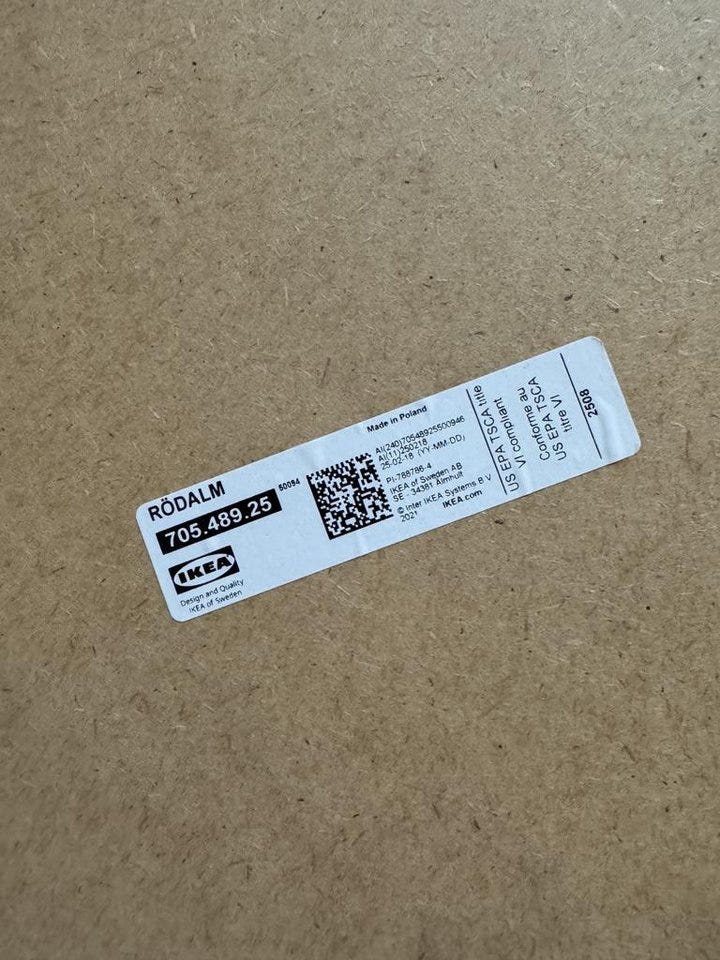 RÖDALM
705.489.25
50094
IKEA
Design and Quality
IKEA of Sweden
Made in Poland
AI(240)70548925500946
AI(11)250218
25-02-18 (YY-MM-DD)
PI-788786-4
IKEA of Sweden AB
SE - 34381 Älmhult
© Inter IKEA Systems B V
2021
IKEA.com
US EPA TSCA title
VI compliant
Conforme au
US EPA TSCA
titre VI
2508